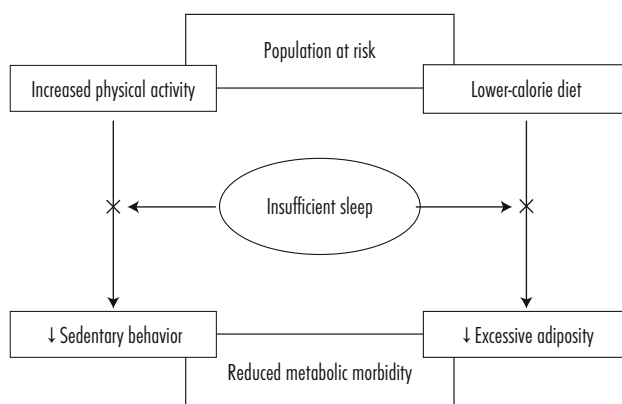 Population at risk
Increased physical activity
Lower-calorie diet
Insufficient sleep
↓ Sedentary behavior
↓ Excessive adiposity
Reduced metabolic morbidity